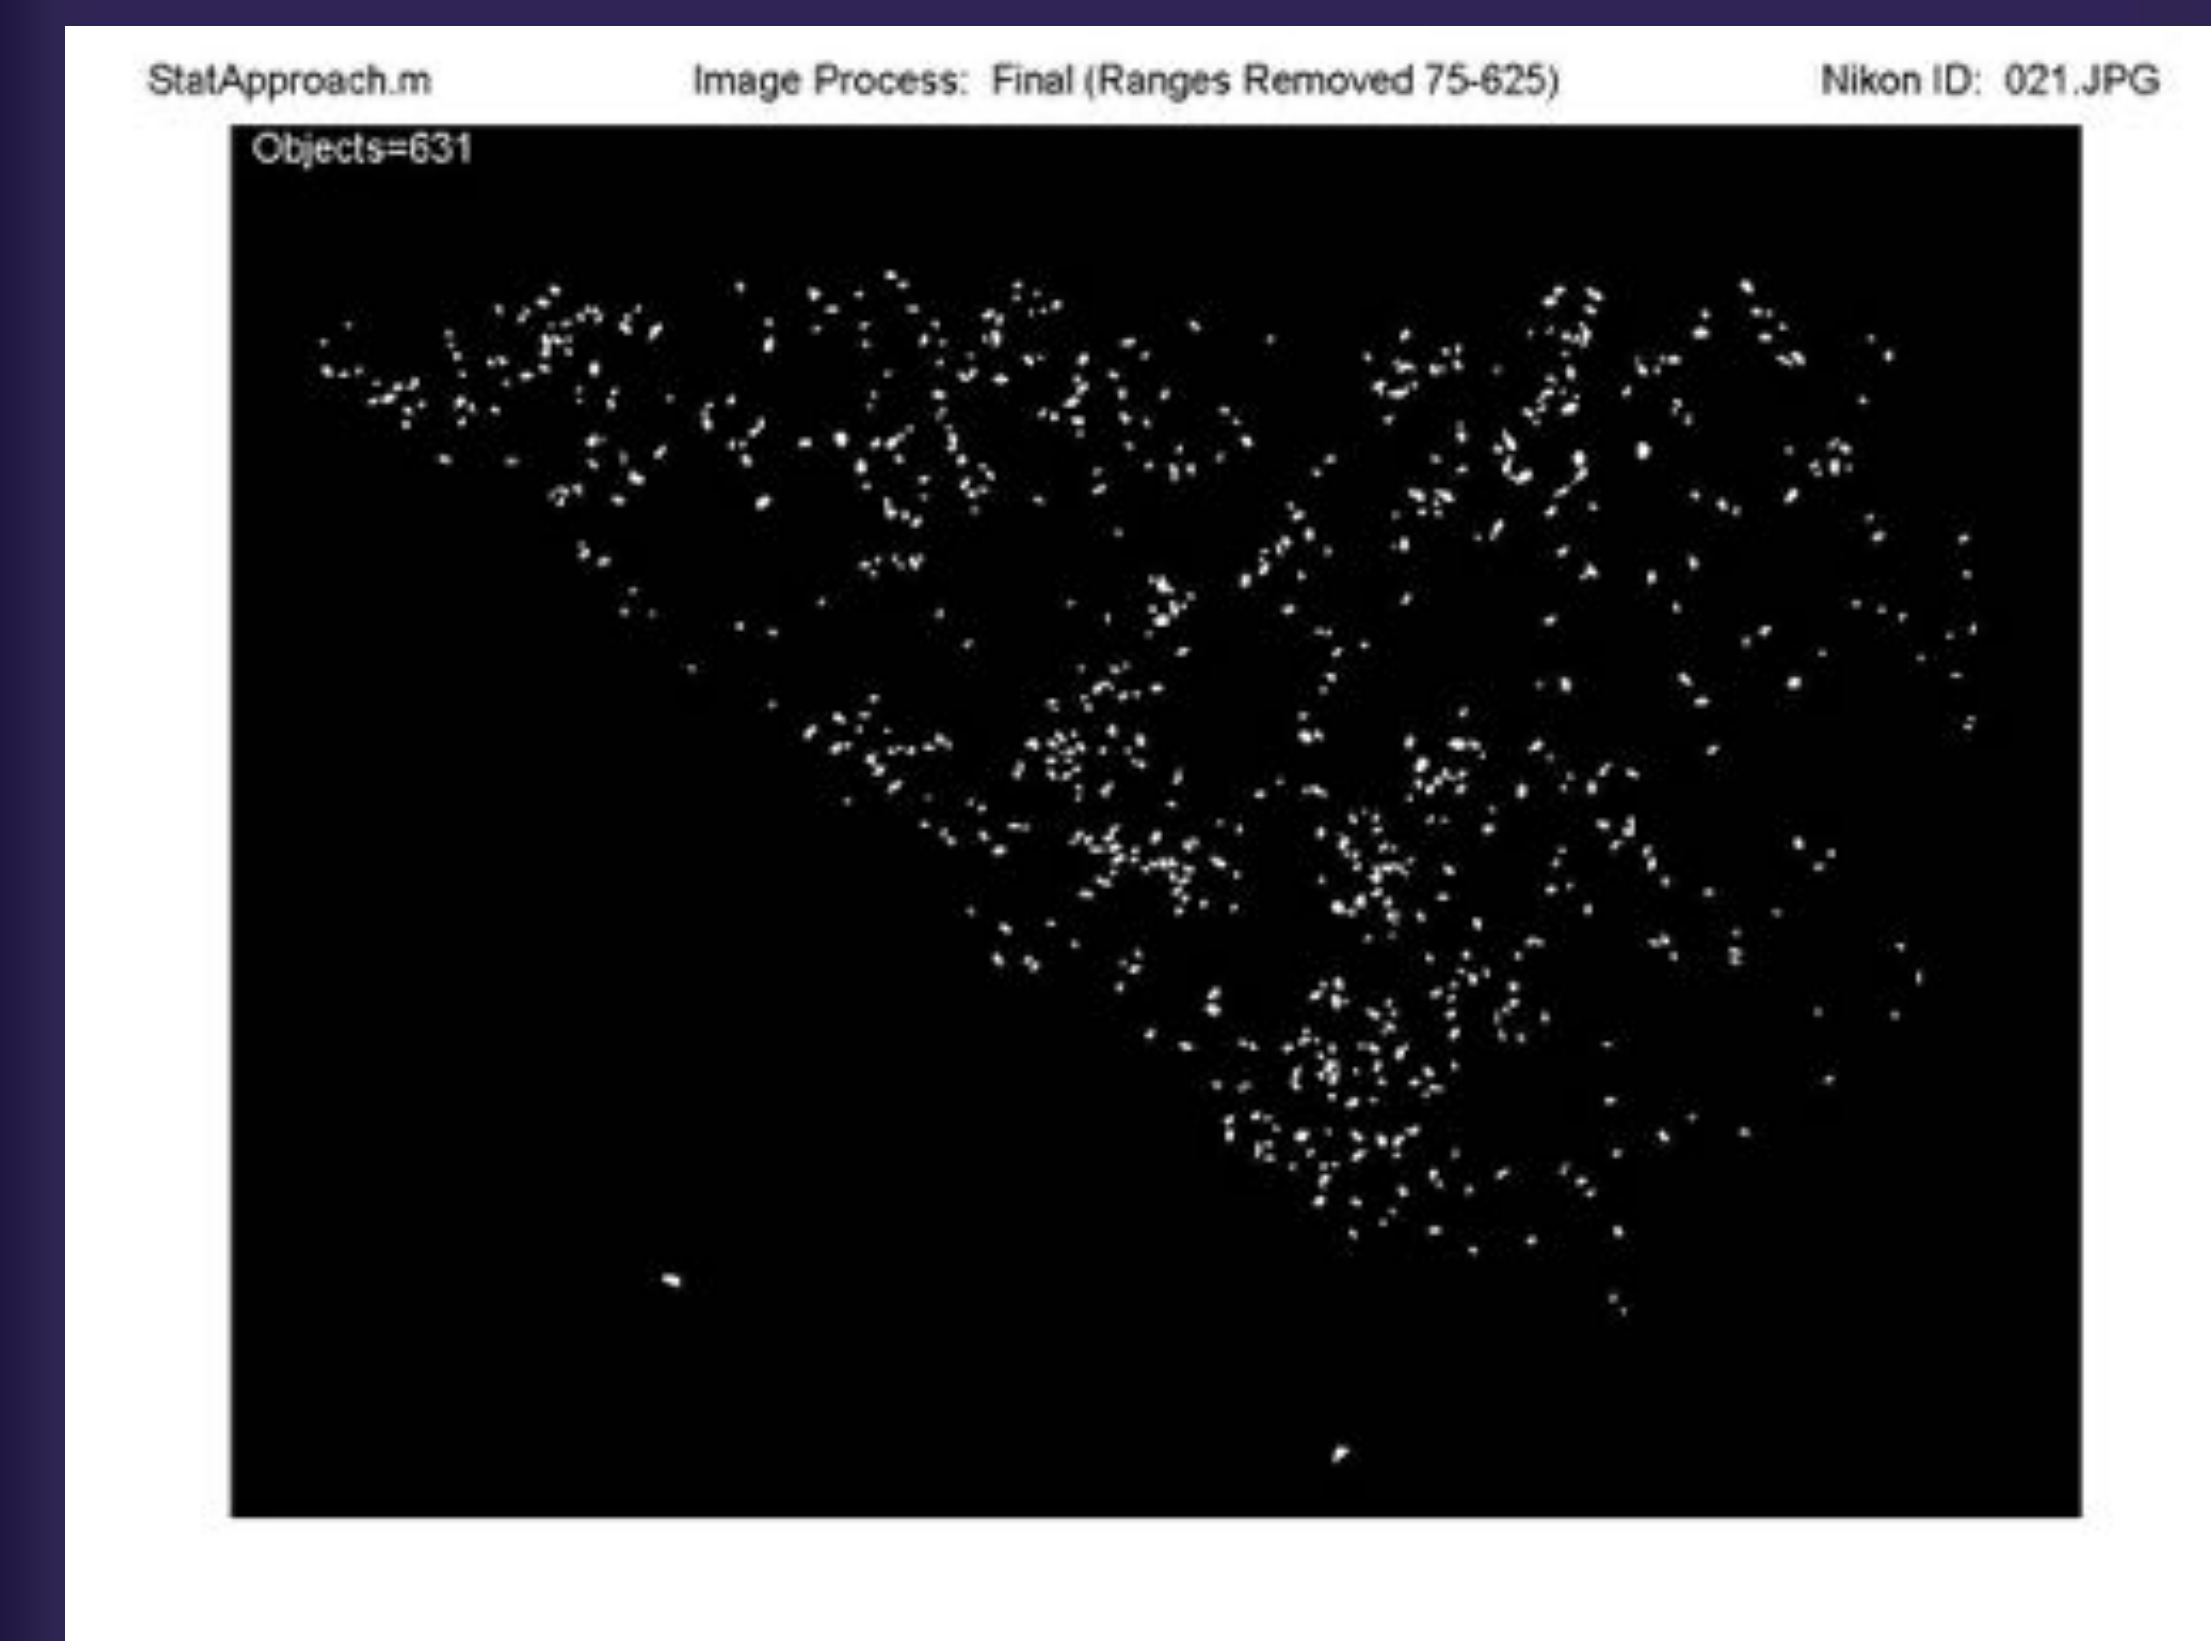 StatApproach.m Image Process: Final (Ranges Removed 75-625) Nikon ID: 021.JPG
Objects=631